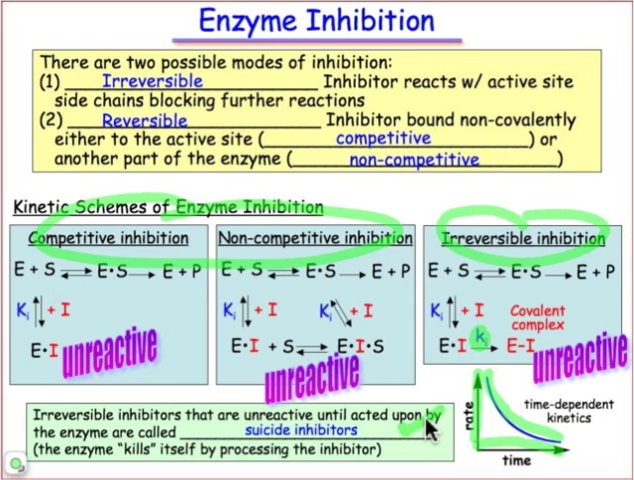 Enzyme Inhibition
There are two possible modes of inhibition:
(1) Irreversible Inhibitor reacts w/ active site
side chains blocking further reactions
(2) Reversible Inhibitor bound non-covalently
either to the active site (competitive) or
another part of the enzyme (non-competitive)
Kinetic Schemes of Enzyme Inhibition
Competitive inhibition
E + S ⇌ E·S → E + P
Ki + I
E·I unreactive
Non-competitive inhibition
E + S ⇌ E·S → E + P
Ki + I Ki + I
E·I + S ⇌ E·I·S
unreactive
Irreversible inhibition
E + S ⇌ E·S → E + P
Ki + I Covalent
complex
E·I k → E–I
unreactive
Irreversible inhibitors that are unreactive until acted upon by
the enzyme are called suicide inhibitors
(the enzyme "kills" itself by processing the inhibitor)
rate
time-dependent
kinetics
time